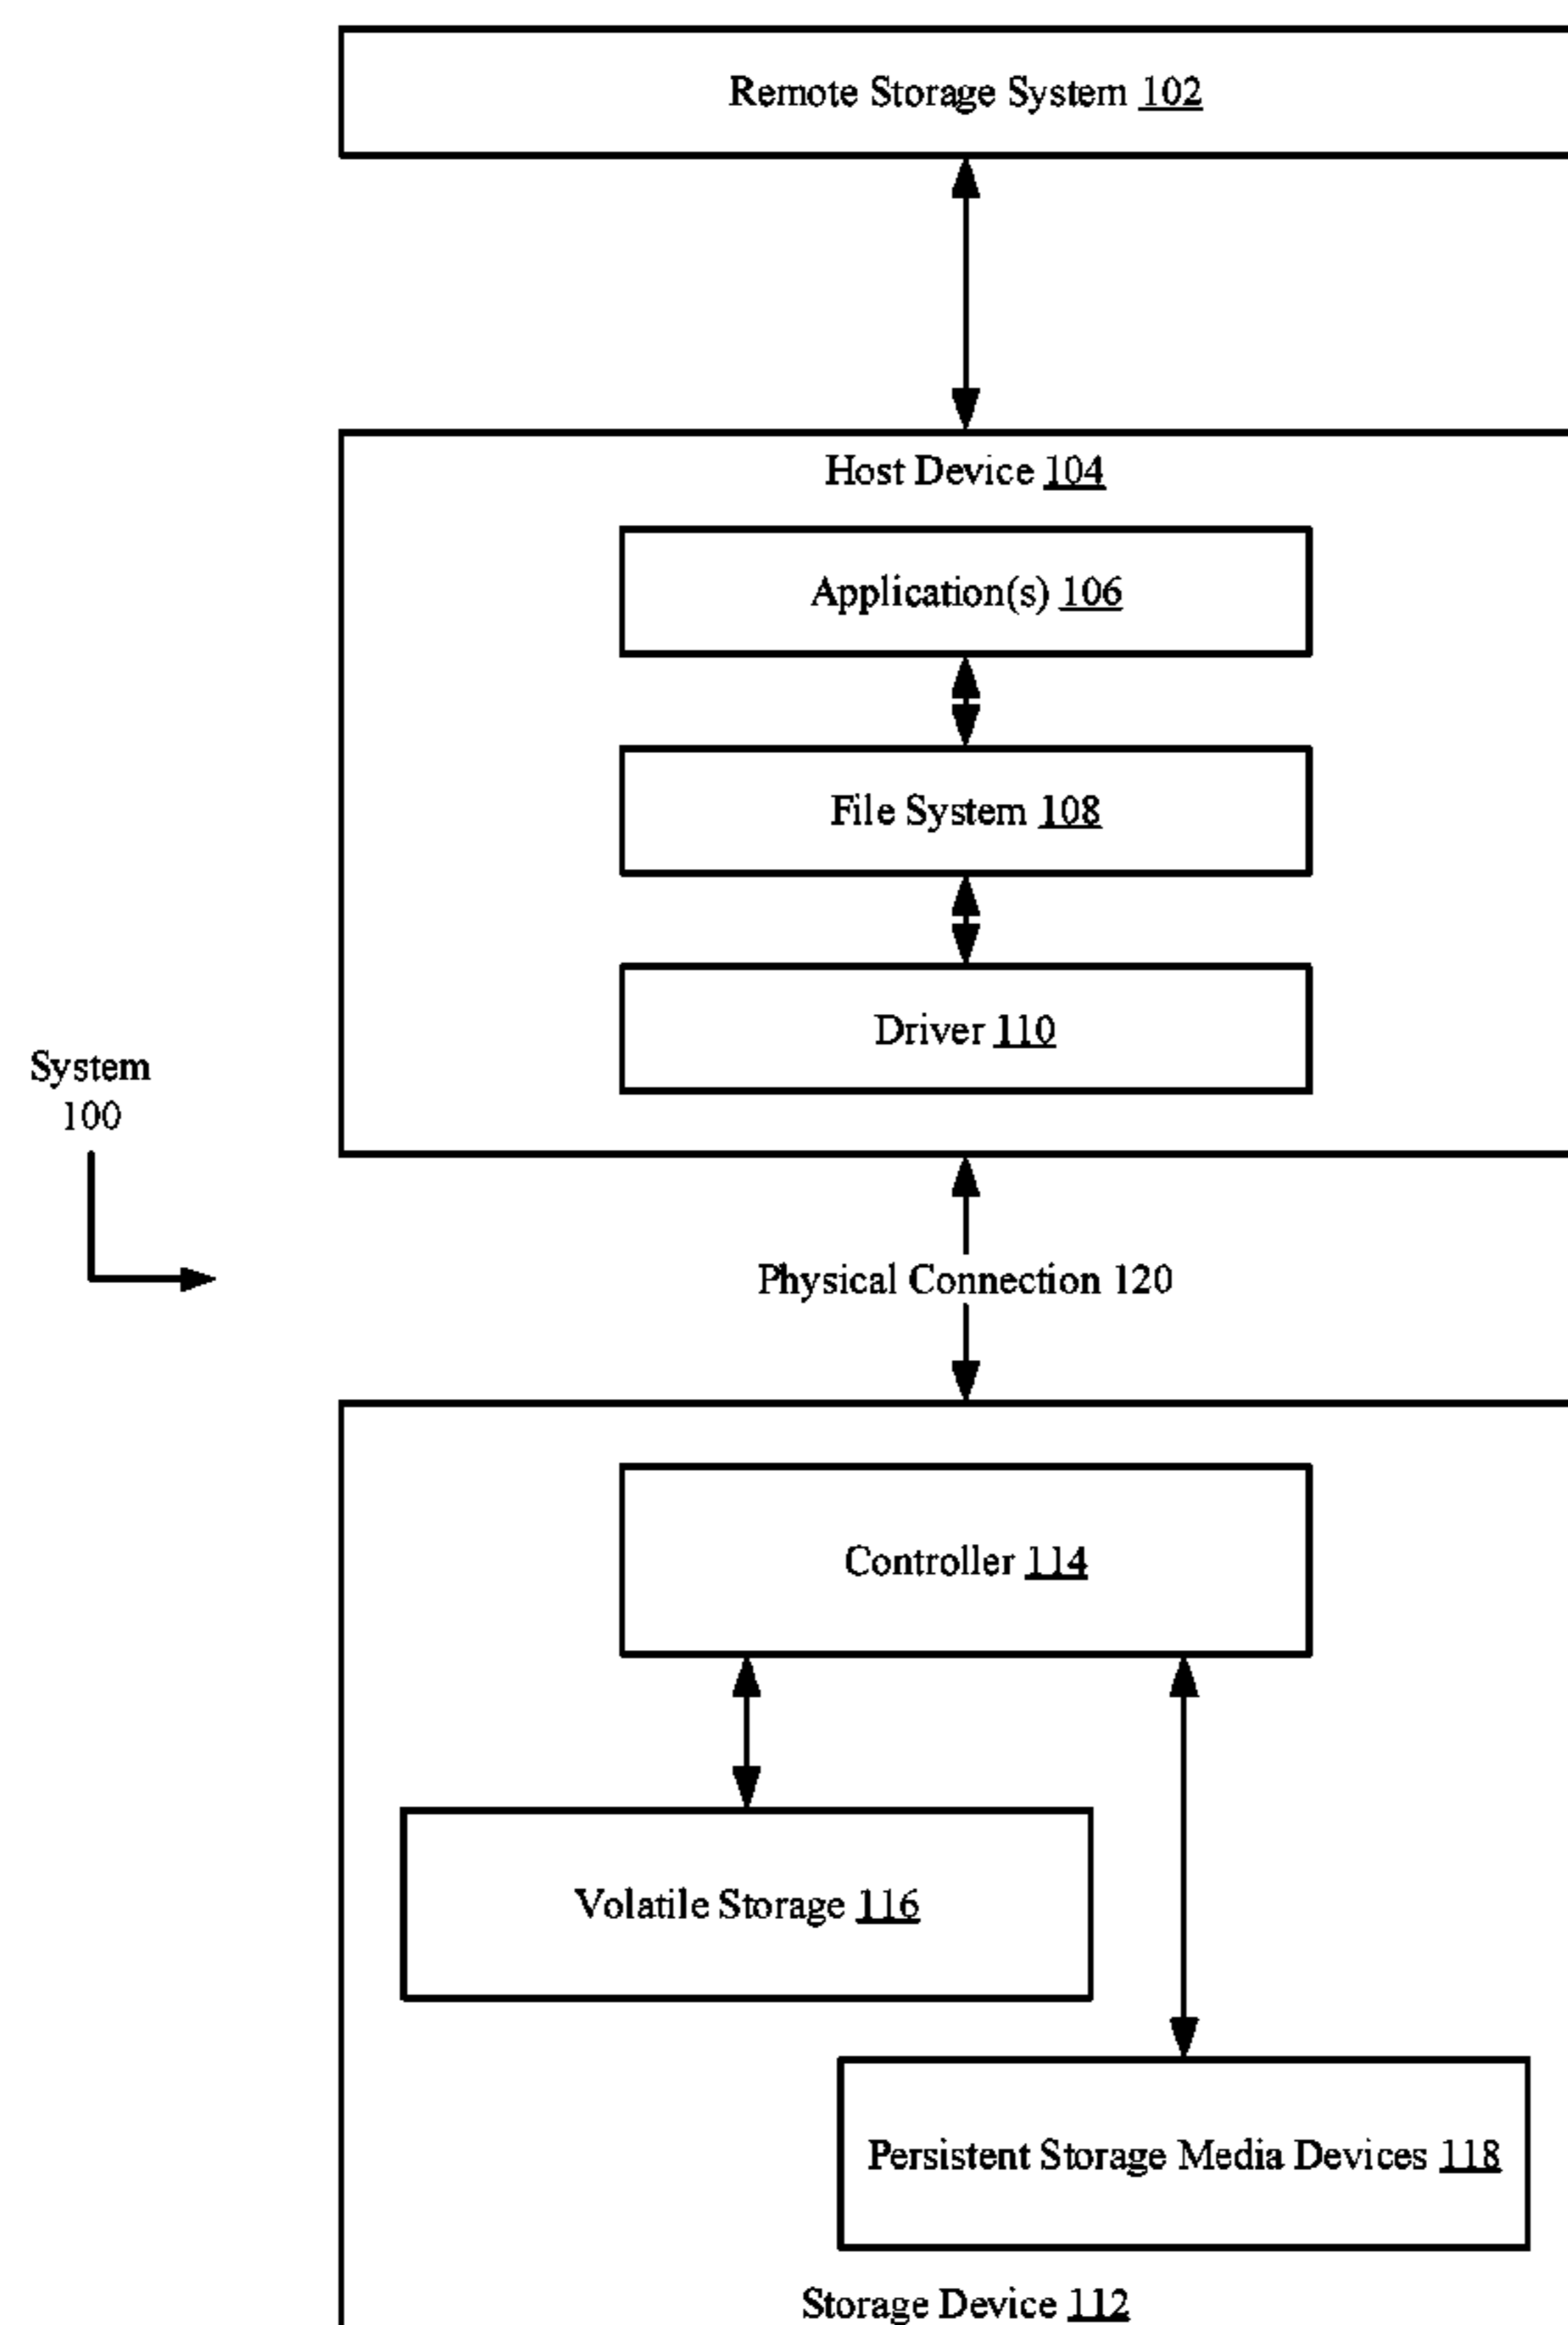 Remote Storage System 102
Host Device 104
Application(s) 106
File System 108
Driver 110
System
100
Physical Connection 120
Controller 114
Volatile Storage 116
Persistent Storage Media Devices 118
Storage Device 112